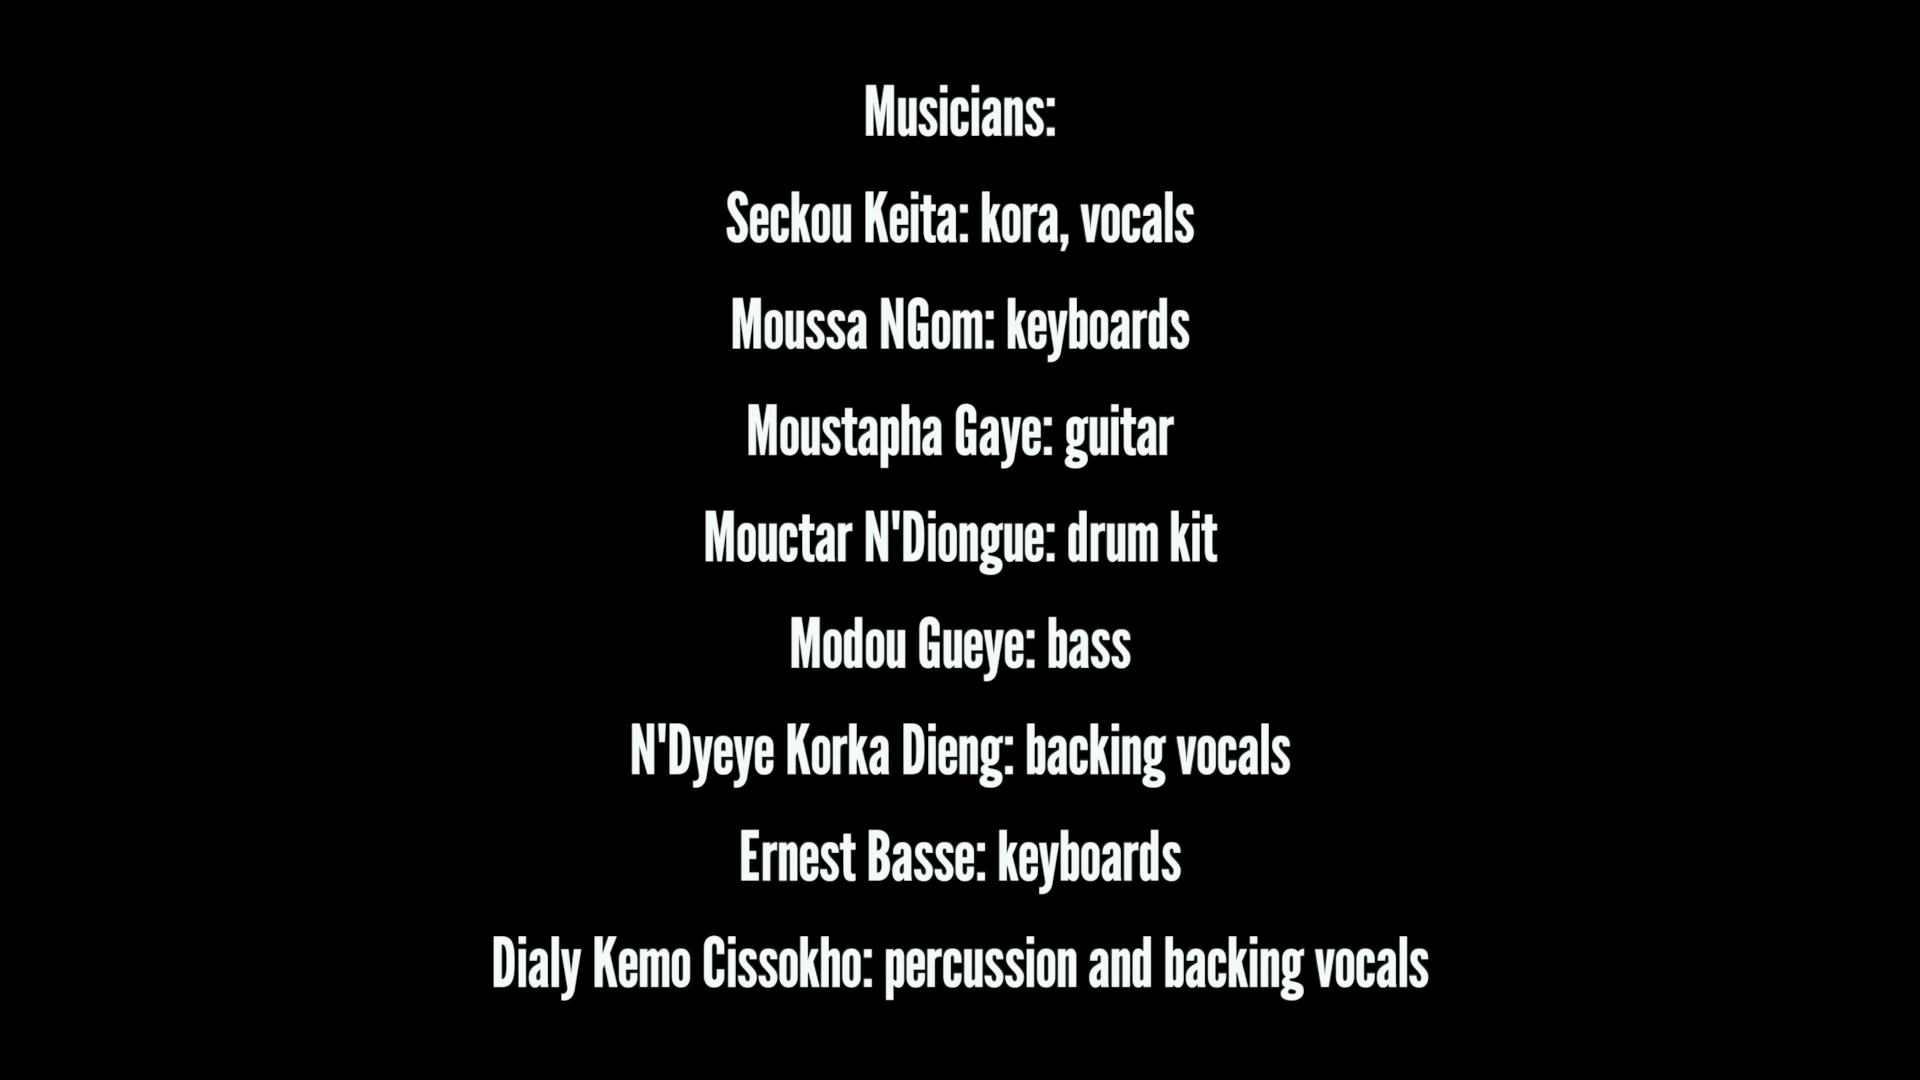 Musicians:
Seckou Keita: kora, vocals
Moussa NGom: keyboards
Moustapha Gaye: guitar
Mouctar N'Diongue: drum kit
Modou Gueye: bass
N'Dyeye Korka Dieng: backing vocals
Ernest Basse: keyboards
Dialy Kemo Cissokho: percussion and backing vocals